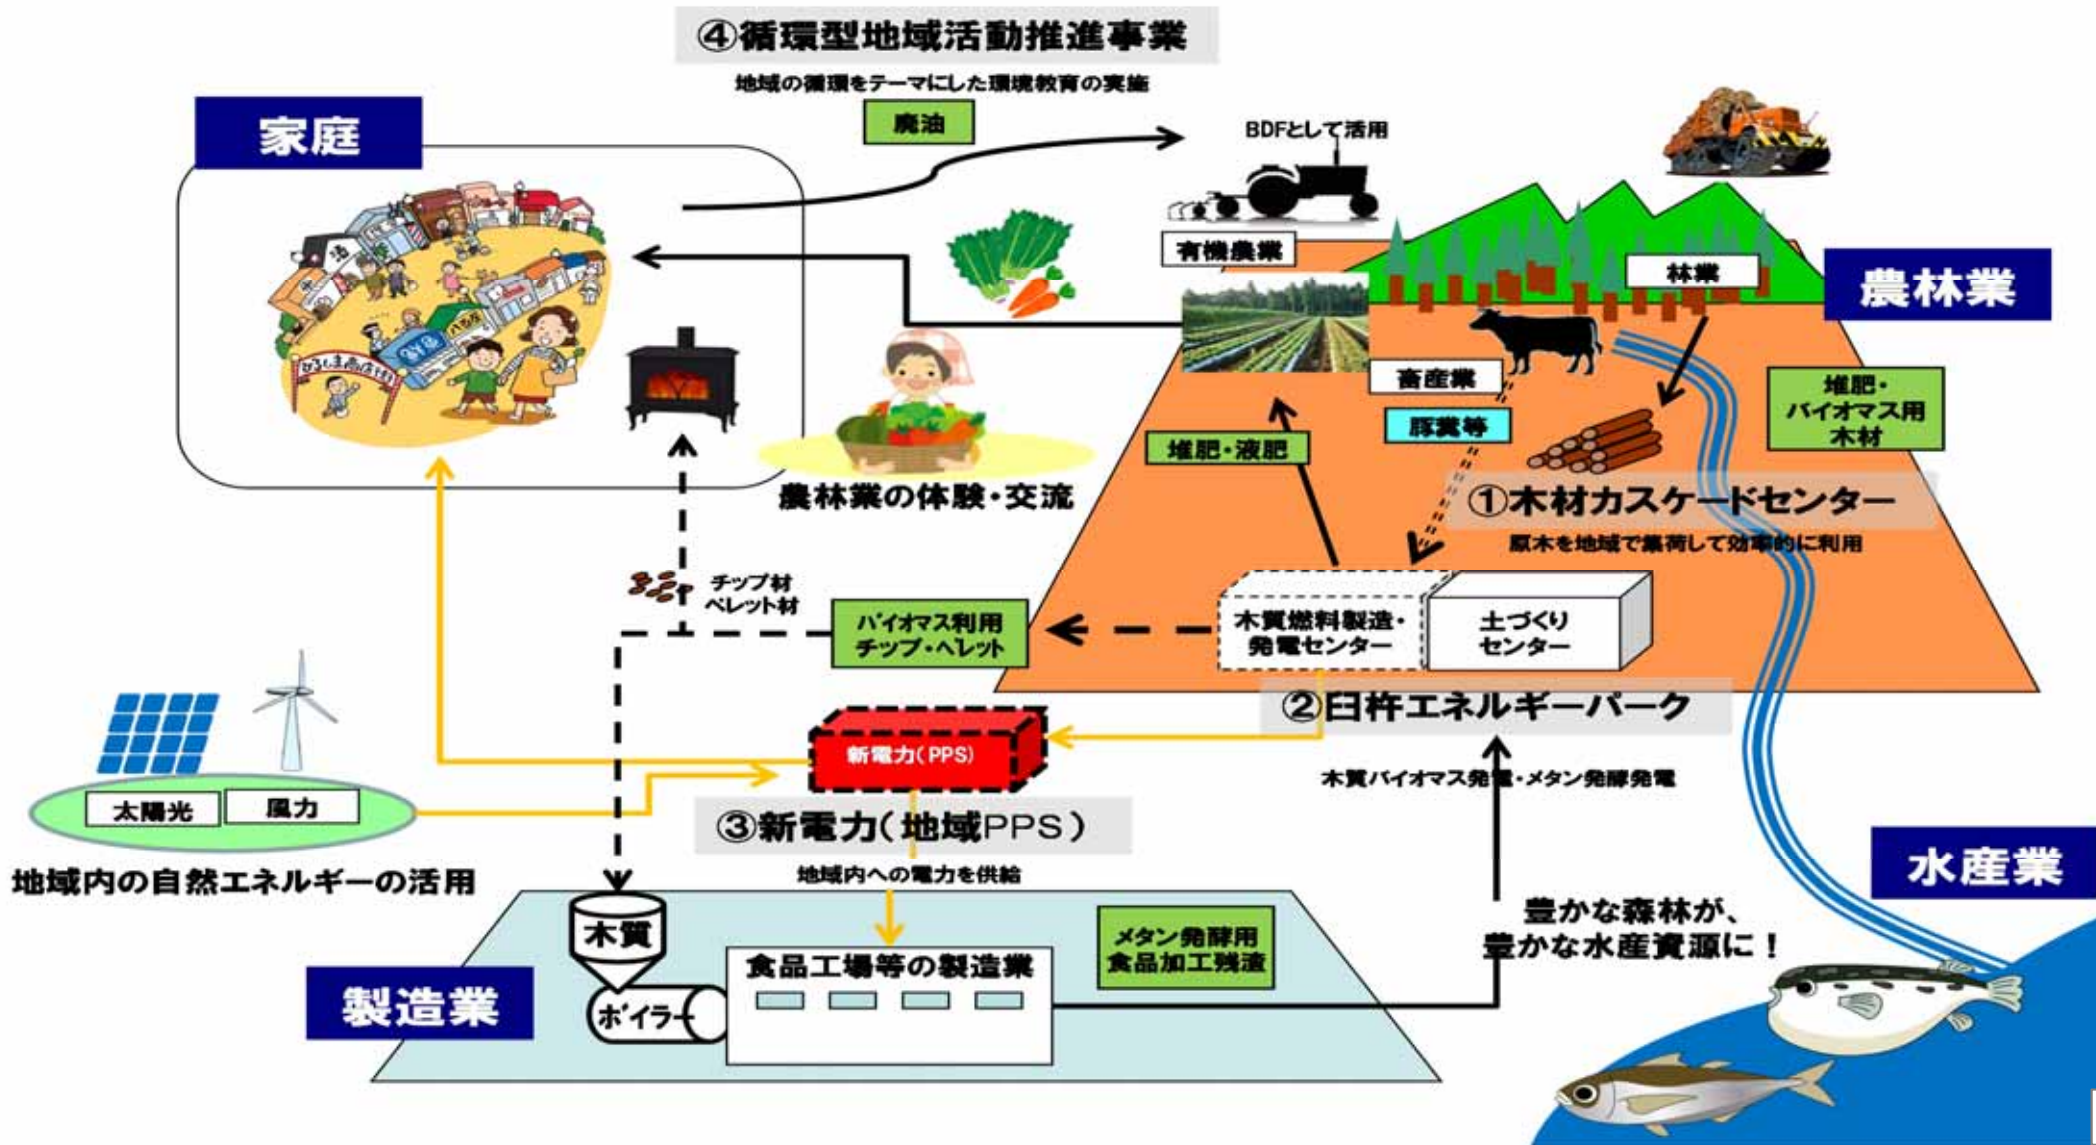 ④循環型地域活動推進事業
地域の循環をテーマにした環境教育の実施
家庭
廃油
BDFとして活用
有機農業
林業
農林業
畜産業
豚糞等
堆肥・
バイオマス用
木材
堆肥・液肥
農林業の体験・交流
①木材カスケードセンター
原木を地域で集荷して効率的に利用
チップ材
ペレット材
バイオマス利用
チップ・ペレット
木質燃料製造・
発電センター
土づくり
センター
②臼杵エネルギーパーク
木質バイオマス発電・メタン発酵発電
新電力(PPS)
太陽光
風力
③新電力(地域PPS)
地域内の自然エネルギーの活用
地域内への電力を供給
水産業
豊かな森林が、
豊かな水産資源に!
木質
メタン発酵用
食品加工残渣
食品工場等の製造業
製造業
ボイラー